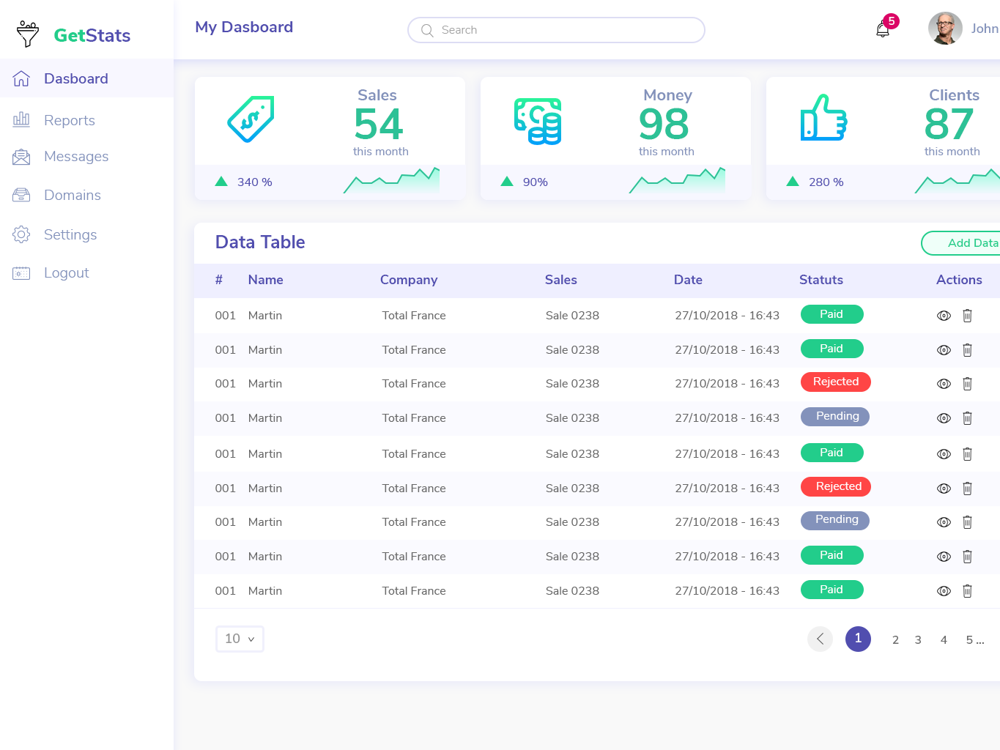 GetStats
My Dasboard
Search
5
John
Dasboard
Reports
Messages
Domains
Settings
Logout
Sales
54
this month
340 %
Money
98
this month
90%
Clients
87
this month
280 %
Data Table
Add Data
# Name Company Sales Date Statuts Actions
001 Martin Total France Sale 0238 27/10/2018 - 16:43 Paid
001 Martin Total France Sale 0238 27/10/2018 - 16:43 Paid
001 Martin Total France Sale 0238 27/10/2018 - 16:43 Rejected
001 Martin Total France Sale 0238 27/10/2018 - 16:43 Pending
001 Martin Total France Sale 0238 27/10/2018 - 16:43 Paid
001 Martin Total France Sale 0238 27/10/2018 - 16:43 Rejected
001 Martin Total France Sale 0238 27/10/2018 - 16:43 Pending
001 Martin Total France Sale 0238 27/10/2018 - 16:43 Paid
001 Martin Total France Sale 0238 27/10/2018 - 16:43 Paid
10
1 2 3 4 5 ...